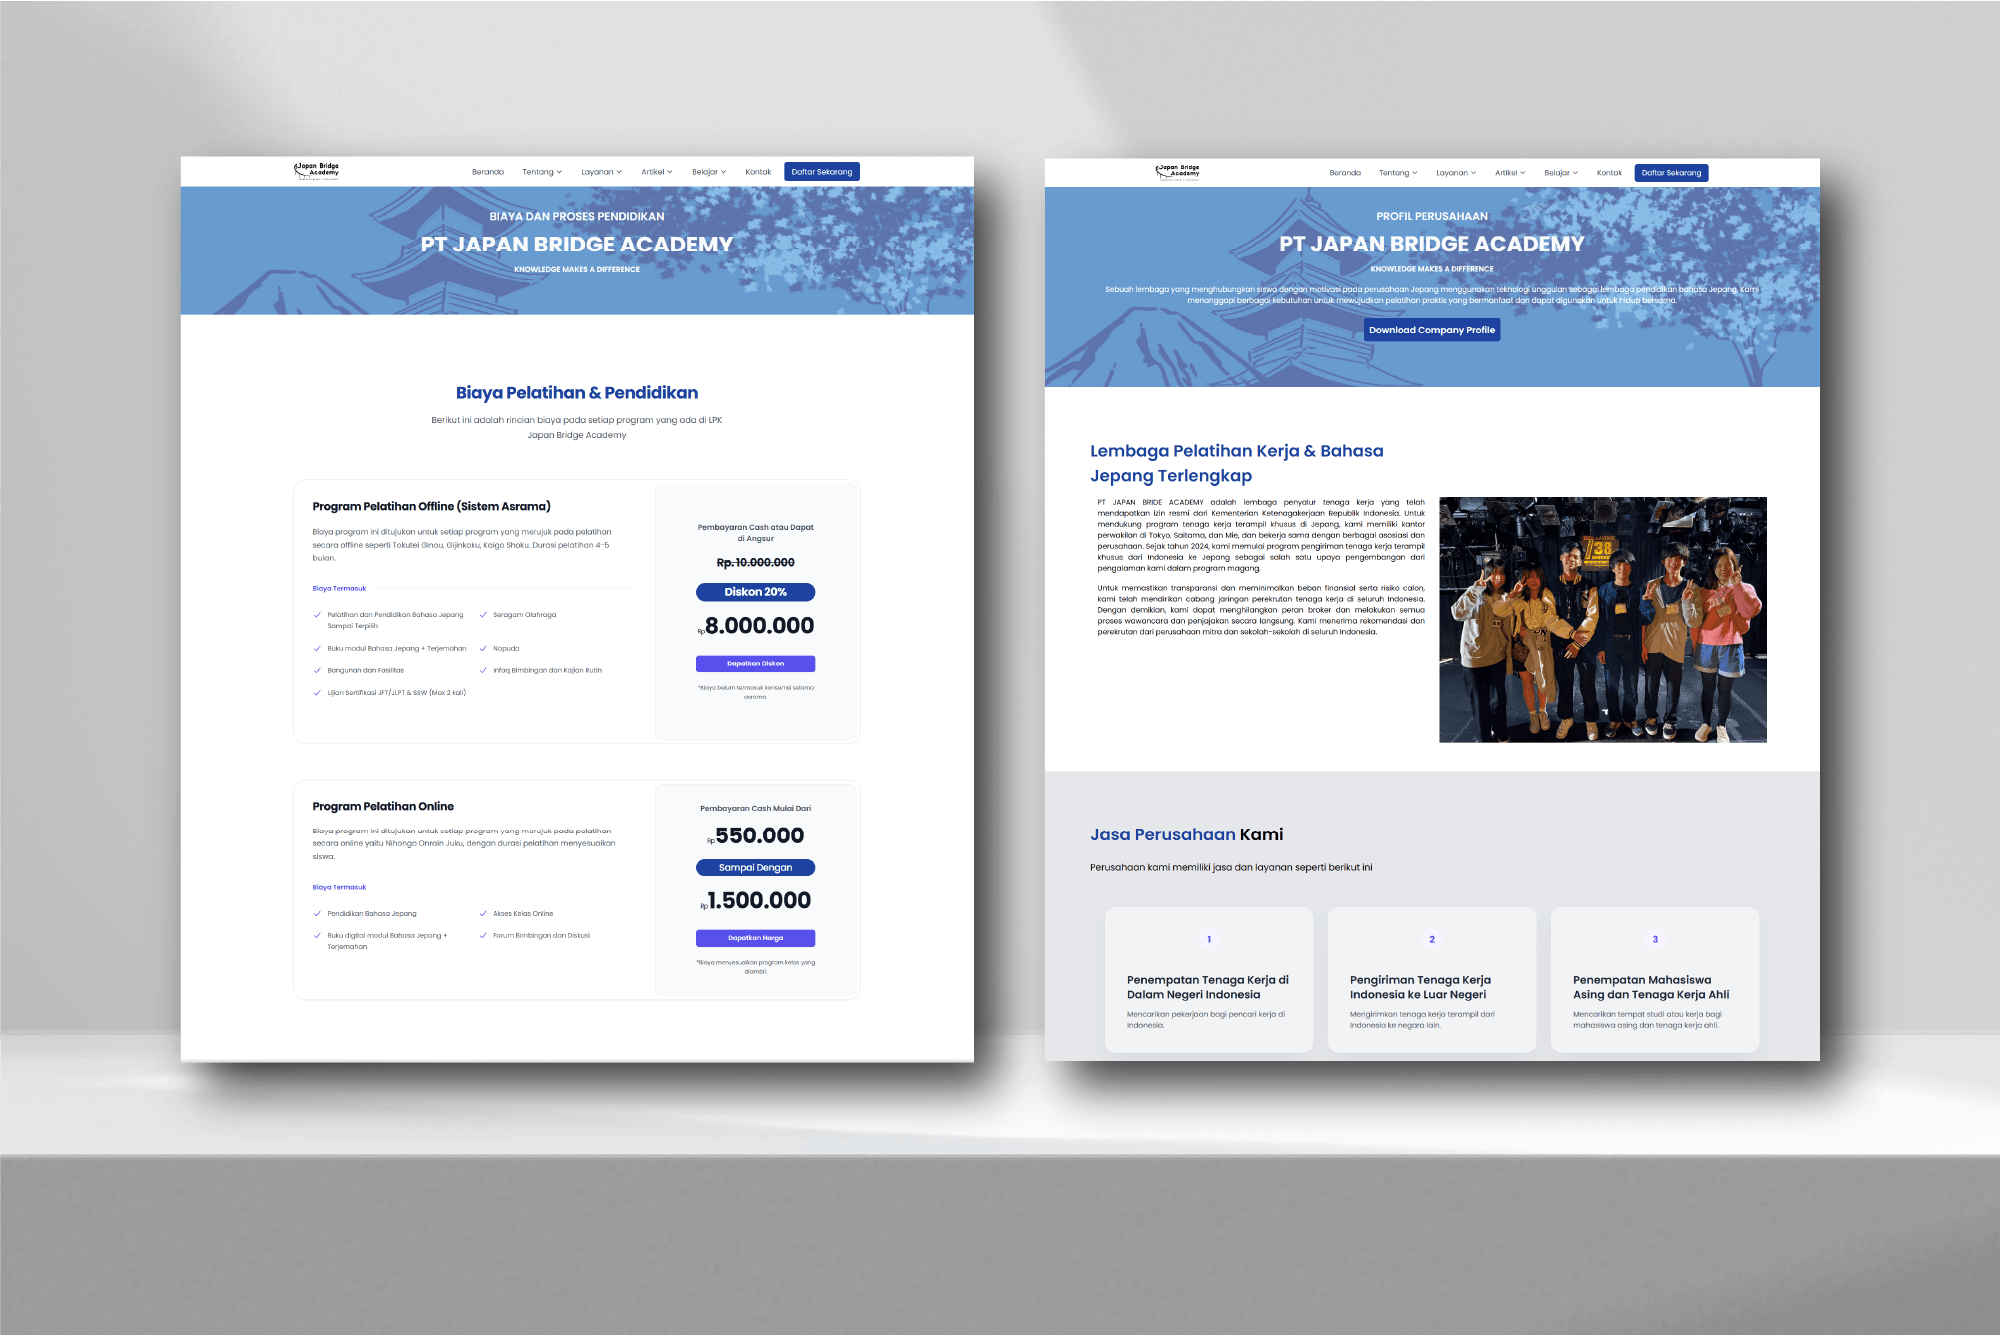 Japan Bridge
Academy
Beranda Tentang Layanan Artikel Belajar Kontak Daftar Sekarang
BIAYA DAN PROSES PENDIDIKAN
PT JAPAN BRIDGE ACADEMY
KNOWLEDGE MAKES A DIFFERENCE
Biaya Pelatihan & Pendidikan
Berikut ini adalah rincian biaya pada setiap program yang ada di LPK
Japan Bridge Academy
Program Pelatihan Offline (Sistem Asrama)
Biaya program ini ditujukan untuk setiap program yang merujuk pada pelatihan
secara offline seperti Tokutei Ginou, Gijinkoku, Kaigo Shoku. Durasi pelatihan 4-5
bulan.
Biaya Termasuk
Pelatihan dan Pendidikan Bahasa Jepang
Sampai Terpilih
Seragam Olahraga
Buku modul Bahasa Jepang + Terjemahan
Napuda
Bangunan dan Fasilitas
Infaq Bimbingan dan Kajian Rutin
Ujian Sertifikasi JFT/JLPT & SSW (Max 2 kali)
Pembayaran Cash atau Dapat
di Angsur
Rp. 10.000.000
Diskon 20%
Rp 8.000.000
Dapatkan Diskon
*Biaya belum termasuk konsumsi selama
asrama.
Program Pelatihan Online
Biaya program ini ditujukan untuk setiap program yang merujuk pada pelatihan
secara online yaitu Nihongo Onrain Juku, dengan durasi pelatihan menyesuaikan
siswa.
Biaya Termasuk
Pendidikan Bahasa Jepang
Akses Kelas Online
Buku digital modul Bahasa Jepang +
Terjemahan
Forum Bimbingan dan Diskusi
Pembayaran Cash Mulai Dari
Rp 550.000
Sampai Dengan
Rp 1.500.000
Dapatkan Harga
*Biaya menyesuaikan program kelas yang
diambil.
Japan Bridge
Academy
Beranda Tentang Layanan Artikel Belajar Kontak Daftar Sekarang
PROFIL PERUSAHAAN
PT JAPAN BRIDGE ACADEMY
KNOWLEDGE MAKES A DIFFERENCE
Sebuah lembaga yang menghubungkan siswa dengan motivasi pada perusahaan Jepang menggunakan teknologi unggulan sebagai lembaga pendidikan bahasa Jepang. Kami
menanggapi berbagai kebutuhan untuk mewujudkan pelatihan praktis yang bermanfaat dan dapat digunakan untuk hidup bersama.
Download Company Profile
Lembaga Pelatihan Kerja & Bahasa
Jepang Terlengkap
PT JAPAN BRIDE ACADEMY adalah lembaga penyalur tenaga kerja yang telah
mendapatkan izin resmi dari Kementerian Ketenagakerjaan Republik Indonesia. Untuk
mendukung program tenaga kerja terampil khusus di Jepang, kami memiliki kantor
perwakilan di Tokyo, Saitama, dan Mie, dan bekerja sama dengan berbagai asosiasi dan
perusahaan. Sejak tahun 2024, kami memulai program pengiriman tenaga kerja terampil
khusus dari Indonesia ke Jepang sebagai salah satu upaya pengembangan dari
pengalaman kami dalam program magang.
Untuk memastikan transparansi dan meminimalkan beban finansial serta risiko calon,
kami telah mendirikan cabang jaringan perekrutan tenaga kerja di seluruh Indonesia.
Dengan demikian, kami dapat menghilangkan peran broker dan melakukan semua
proses wawancara dan penjajakan secara langsung. Kami menerima rekomendasi dan
perekrutan dari perusahaan mitra dan sekolah-sekolah di seluruh Indonesia.
738
Jasa Perusahaan Kami
Perusahaan kami memiliki jasa dan layanan seperti berikut ini
1
Penempatan Tenaga Kerja di
Dalam Negeri Indonesia
Mencarikan pekerjaan bagi pencari kerja di
Indonesia.
2
Pengiriman Tenaga Kerja
Indonesia ke Luar Negeri
Mengirimkan tenaga kerja terampil dari
Indonesia ke negara lain.
3
Penempatan Mahasiswa
Asing dan Tenaga Kerja Ahli
Mencarikan tempat studi atau kerja bagi
mahasiswa asing dan tenaga kerja ahli.